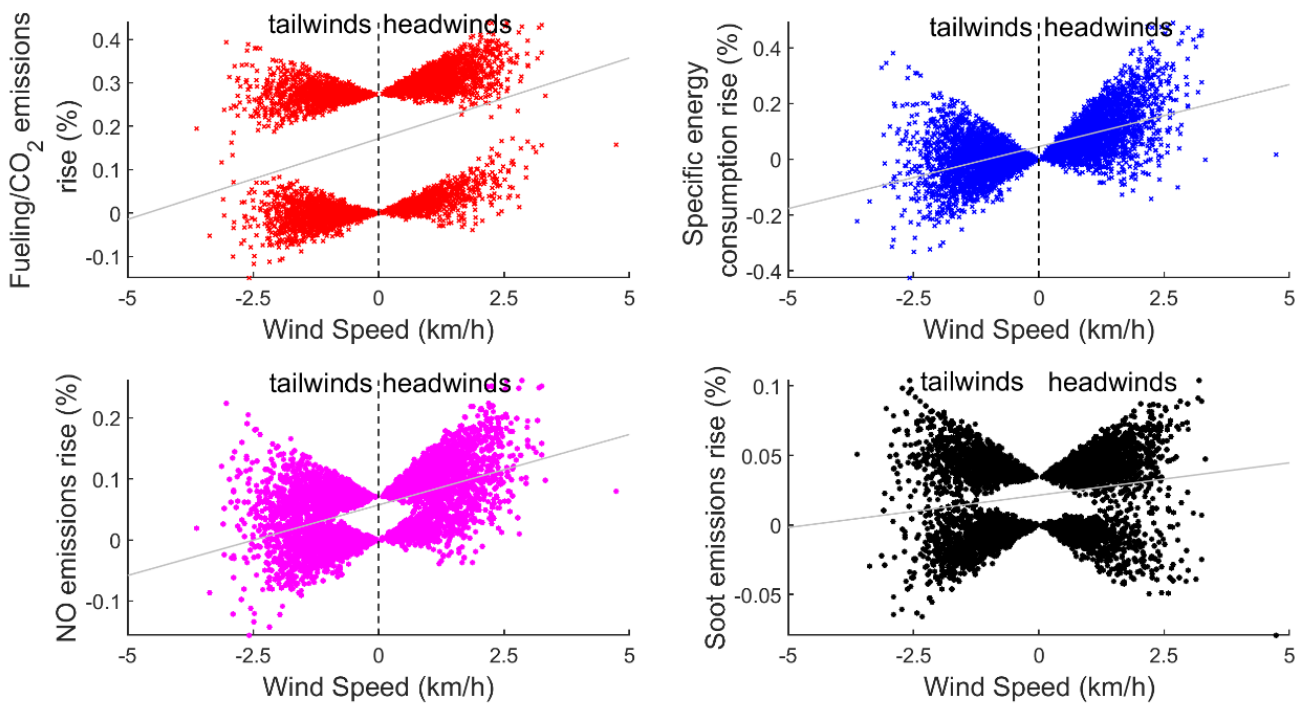 tailwinds headwinds
Fueling/CO₂ emissions
rise (%)
0.4
0.3
0.2
0.1
0
-0.1
-5
-2.5
0
2.5
5
Wind Speed (km/h)
tailwinds headwinds
Specific energy
consumption rise (%)
0.4
0.2
0
-0.2
-0.4
-5
-2.5
0
2.5
5
Wind Speed (km/h)
tailwinds headwinds
NO emissions rise (%)
0.2
0.1
0
-0.1
-5
-2.5
0
2.5
5
Wind Speed (km/h)
tailwinds headwinds
Soot emissions rise (%)
0.1
0.05
0
-0.05
-5
-2.5
0
2.5
5
Wind Speed (km/h)